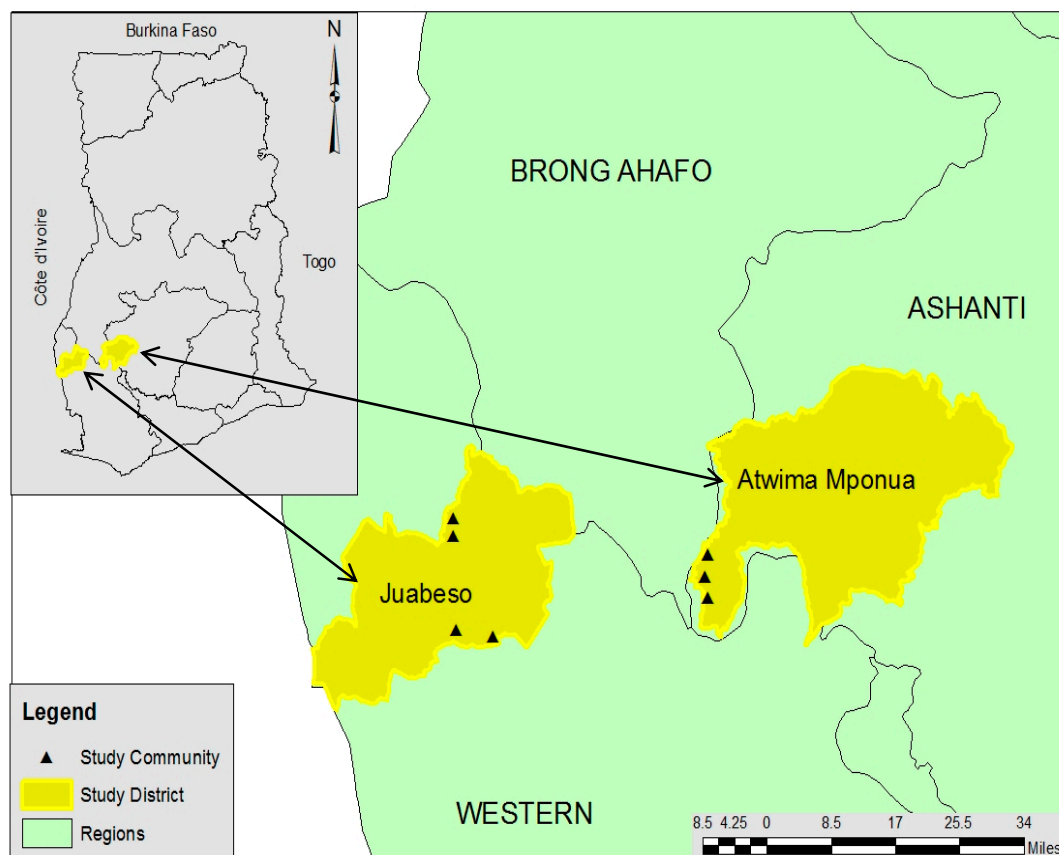 Burkina Faso
N
Côte d'Ivoire
Togo
BRONG AHAFO
ASHANTI
Atwima Mponua
Juabeso
WESTERN
Legend
Study Community
Study District
Regions
8.5 4.25 0 8.5 17 25.5 34
Miles